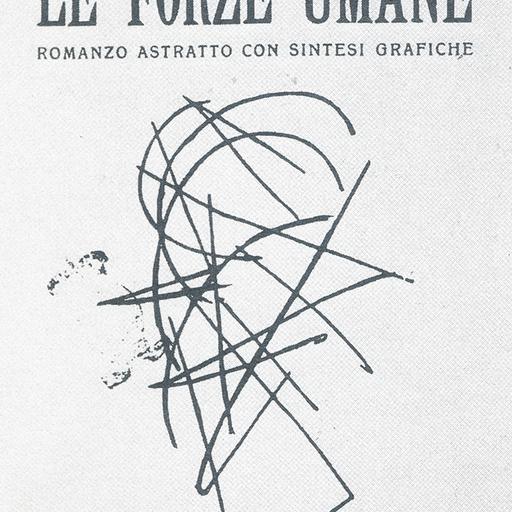 LE FORZE UMANE
ROMANZO ASTRATTO CON SINTESI GRAFICHE